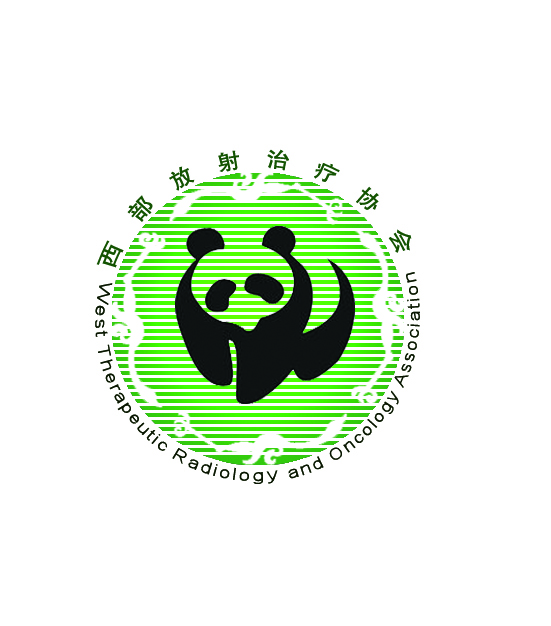 西部放射治疗协会
West Therapeutic Radiology and Oncology Association